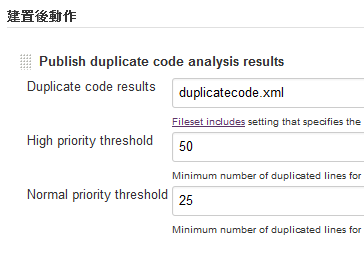 建置後動作
Publish duplicate code analysis results
Duplicate code results
duplicatecode.xml
Fileset includes setting that specifies the
High priority threshold
50
Minimum number of duplicated lines for
Normal priority threshold
25
Minimum number of duplicated lines for